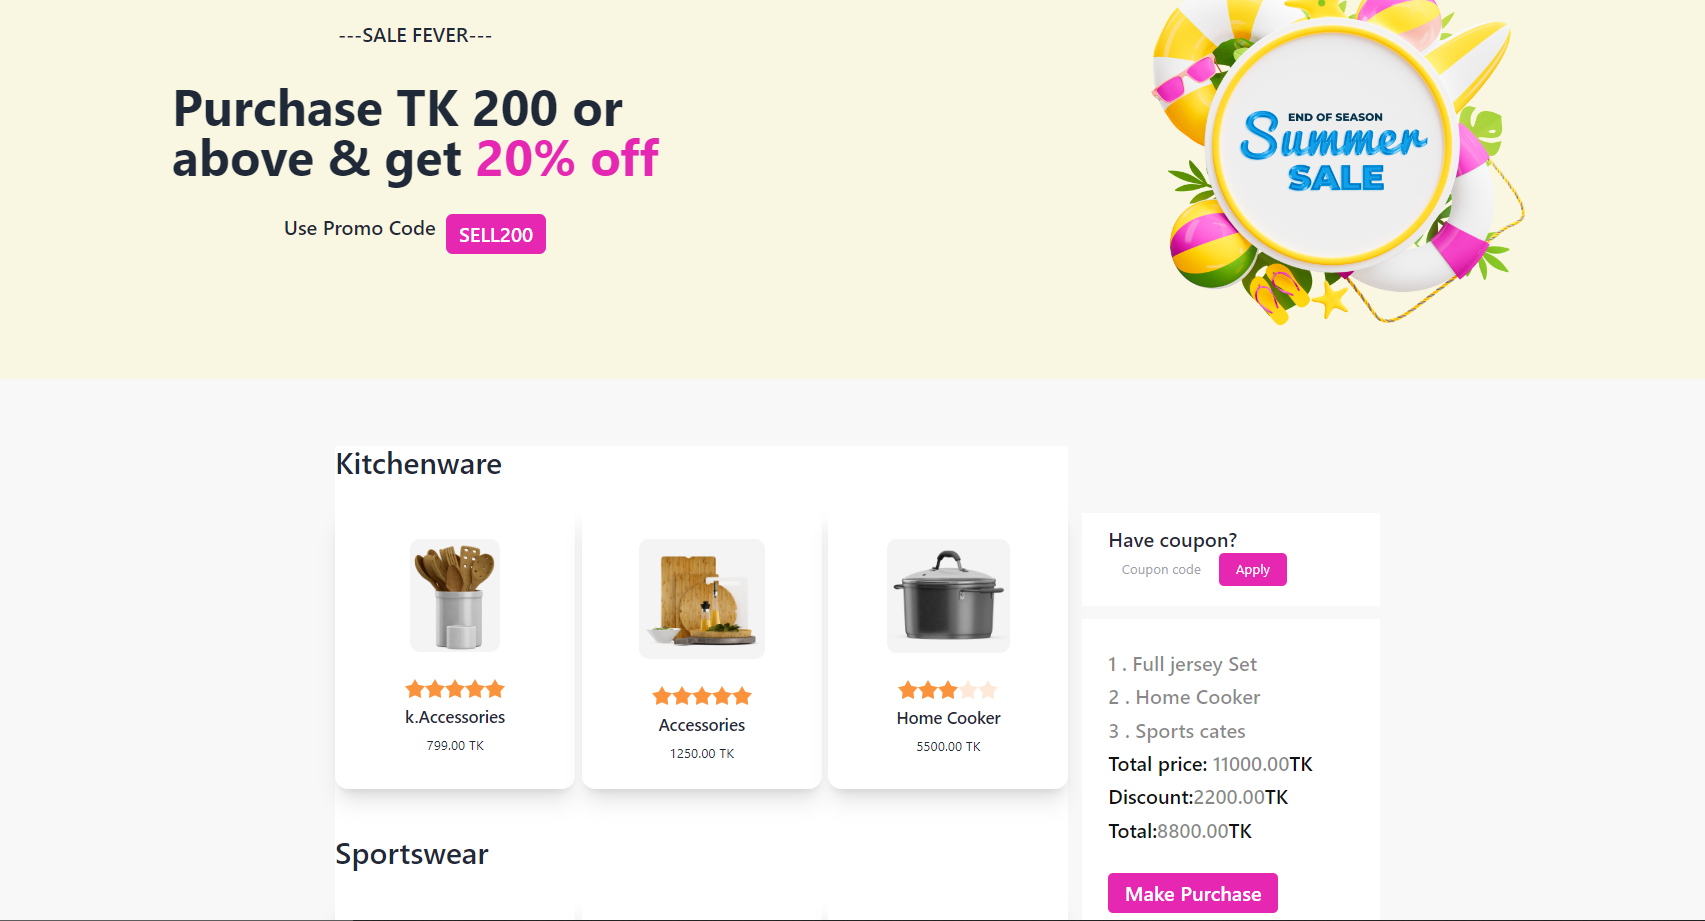 ---SALE FEVER---
Purchase TK 200 or
above & get 20% off
Use Promo Code SELL200
END OF SEASON
Summer
SALE
Kitchenware
k.Accessories
799.00 TK
Accessories
1250.00 TK
Home Cooker
5500.00 TK
Sportswear
Have coupon?
Coupon code Apply
1 . Full jersey Set
2 . Home Cooker
3 . Sports cates
Total price: 11000.00TK
Discount:2200.00TK
Total:8800.00TK
Make Purchase